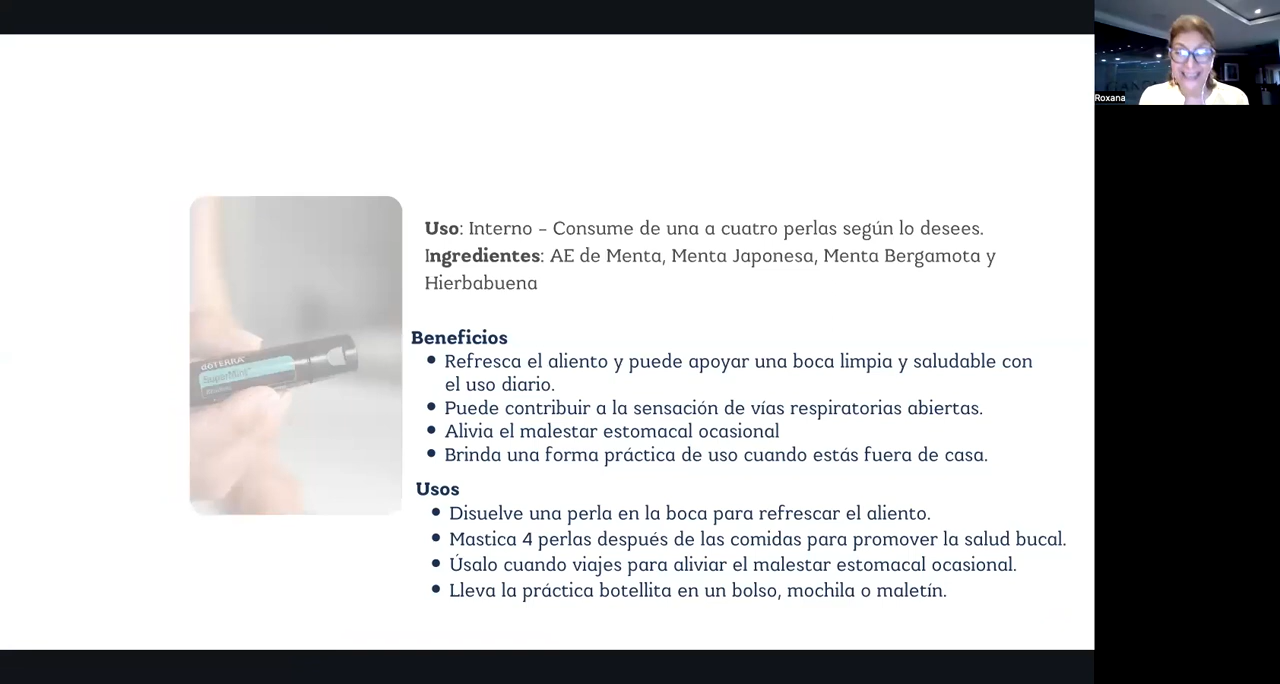 Uso: Interno – Consume de una a cuatro perlas según lo desees.
Ingredientes: AE de Menta, Menta Japonesa, Menta Bergamota y
Hierbabuena
Beneficios
Refresca el aliento y puede apoyar una boca limpia y saludable con
el uso diario.
Puede contribuir a la sensación de vías respiratorias abiertas.
Alivia el malestar estomacal ocasional
Brinda una forma práctica de uso cuando estás fuera de casa.
Usos
Disuelve una perla en la boca para refrescar el aliento.
Mastica 4 perlas después de las comidas para promover la salud bucal.
Úsalo cuando viajes para aliviar el malestar estomacal ocasional.
Lleva la práctica botellita en un bolso, mochila o maletín.
dōTERRA
SuperMint
Roxana